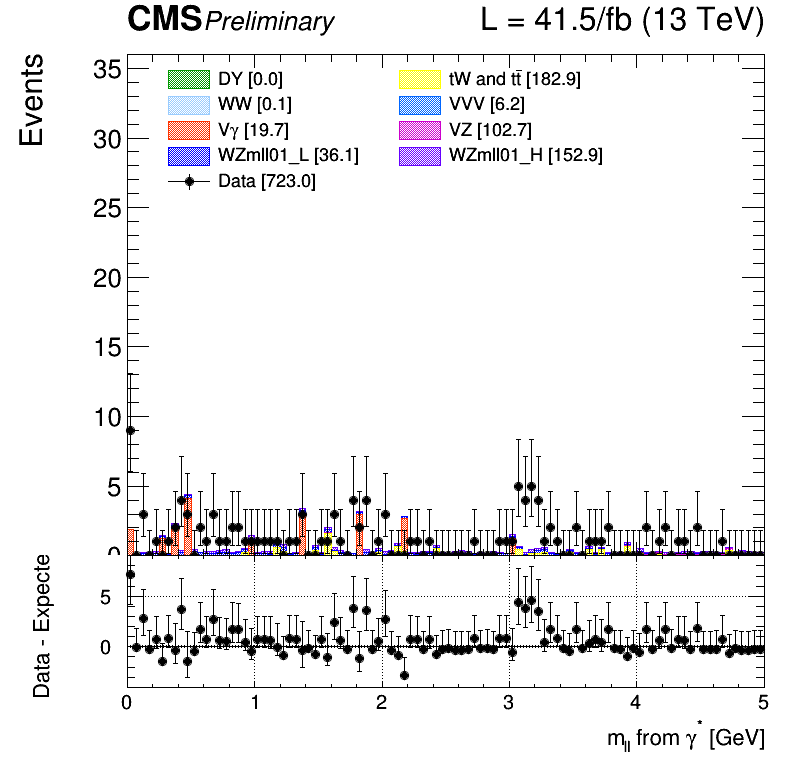 CMS Preliminary L = 41.5/fb (13 TeV)
Events
35
30
25
20
15
10
5
0
DY [0.0]
tW and tt̄ [182.9]
WW [0.1]
VVV [6.2]
Vγ [19.7]
VZ [102.7]
WZmll01_L [36.1]
WZmll01_H [152.9]
Data [723.0]
Data - Expecte
5
0
0 1 2 3 4 5
m_ll from γ* [GeV]